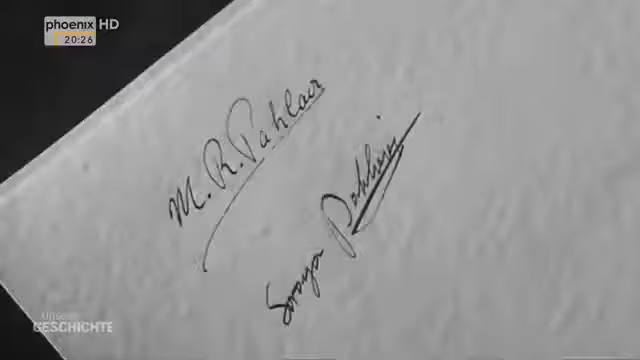 phoenix HD
20:26
M. R. Pahlavi
Soraya Pahlavi
Unsere
GESCHICHTE